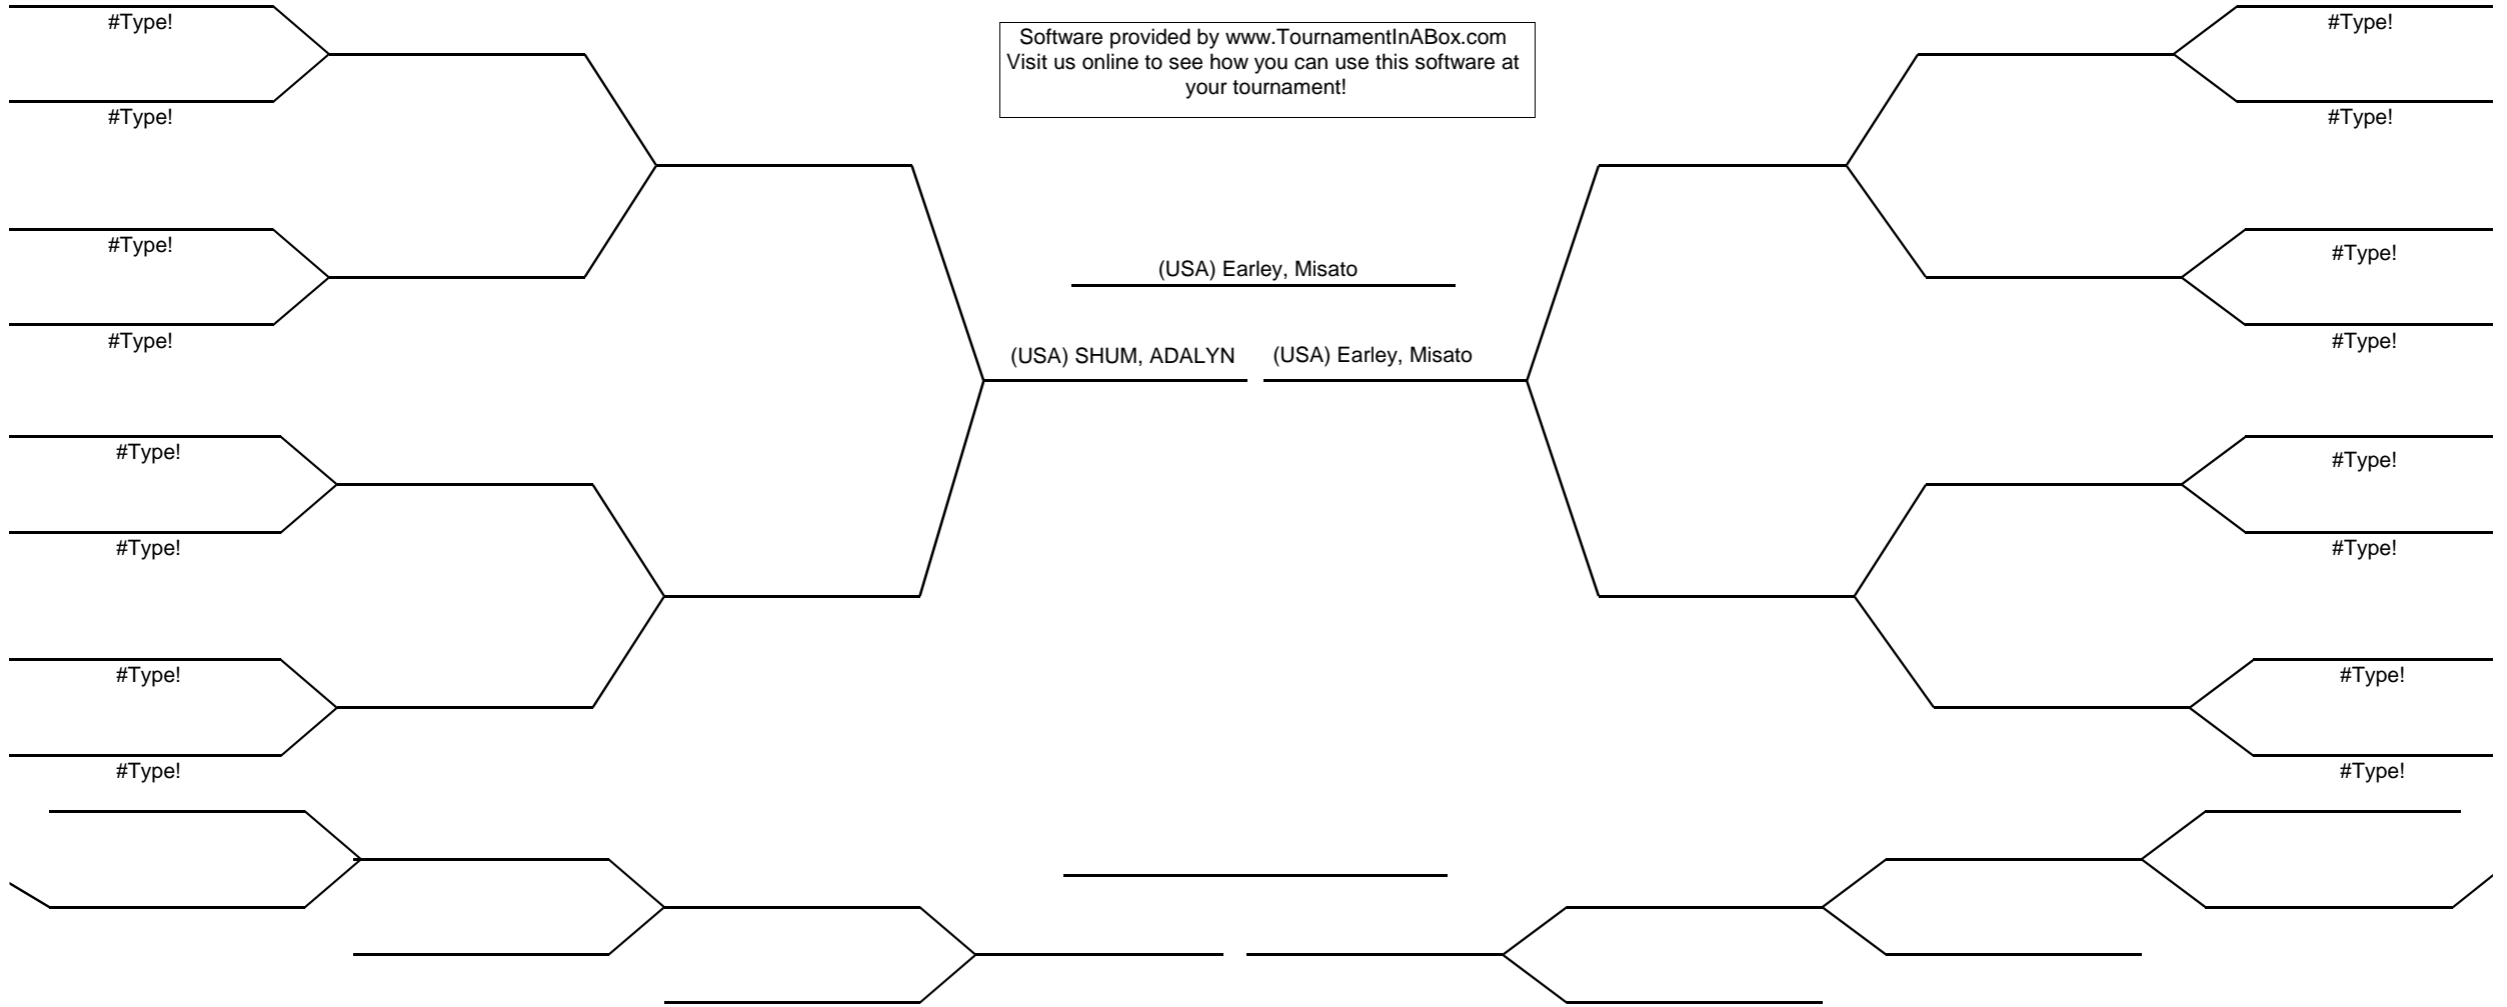 #Type!
Software provided by www.TournamentInABox.com
Visit us online to see how you can use this software at
your tournament!
#Type!
#Type!
#Type!
#Type!
#Type!
(USA) Earley, Misato
#Type!
#Type!
(USA) SHUM, ADALYN
(USA) Earley, Misato
#Type!
#Type!
#Type!
#Type!
#Type!
#Type!
#Type!
#Type!